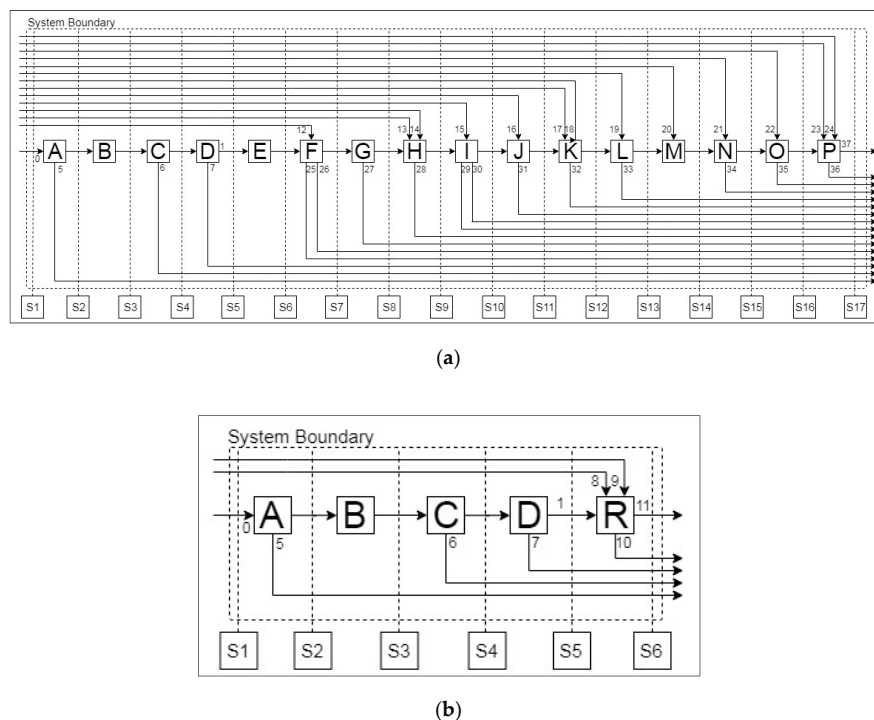 System Boundary
12 13 14 15 16 17 18 19 20 21 22 23 24
0 A B C D 1 E F G H I J K L M N O P 37
5 6 7 25 26 27 28 29 30 31 32 33 34 35 36
S1 S2 S3 S4 S5 S6 S7 S8 S9 S10 S11 S12 S13 S14 S15 S16 S17
(a)
System Boundary
8 9
0 A B C D 1 R 11
5 6 7 10
S1 S2 S3 S4 S5 S6
(b)